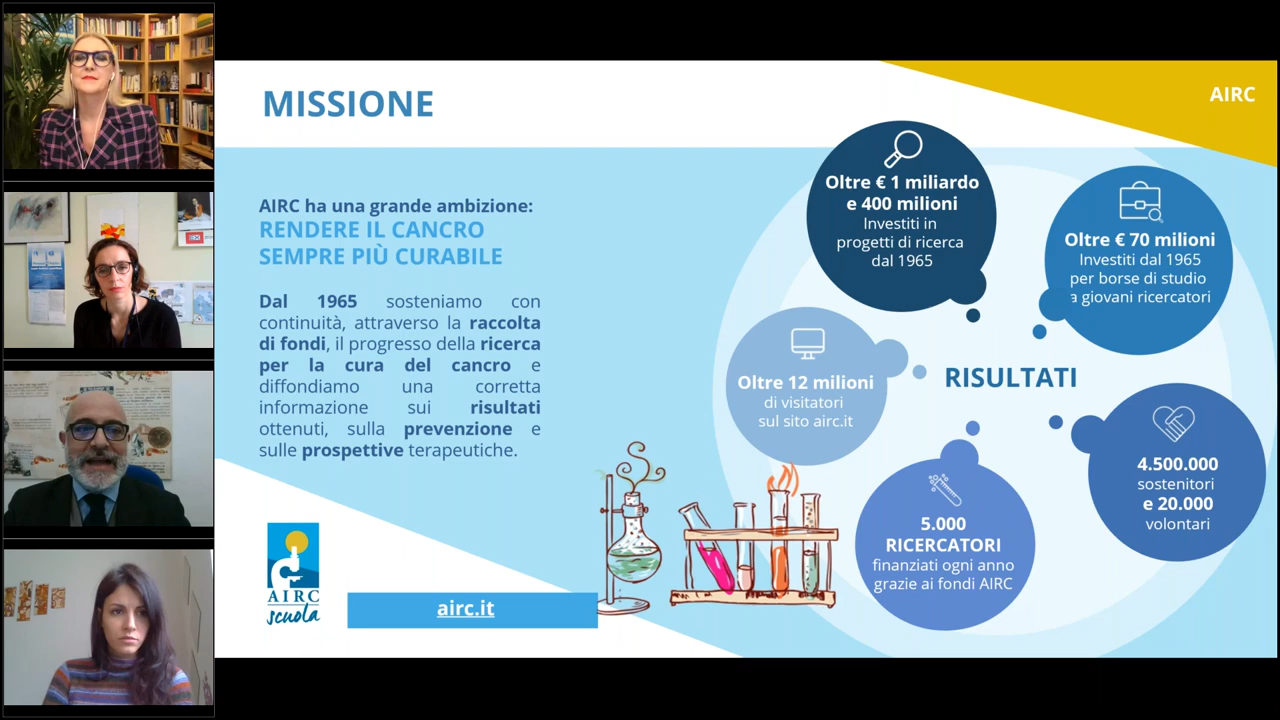 MISSIONE
AIRC
AIRC ha una grande ambizione:
RENDERE IL CANCRO
SEMPRE PIÙ CURABILE
Dal 1965 sosteniamo con
continuità, attraverso la raccolta
di fondi, il progresso della ricerca
per la cura del cancro e
diffondiamo una corretta
informazione sui risultati
ottenuti, sulla prevenzione e
sulle prospettive terapeutiche.
AIRC
scuola
airc.it
Oltre € 1 miliardo
e 400 milioni
Investiti in
progetti di ricerca
dal 1965
Oltre € 70 milioni
Investiti dal 1965
per borse di studio
a giovani ricercatori
Oltre 12 milioni
di visitatori
sul sito airc.it
RISULTATI
4.500.000
sostenitori
e 20.000
volontari
5.000
RICERCATORI
finanziati ogni anno
grazie ai fondi AIRC